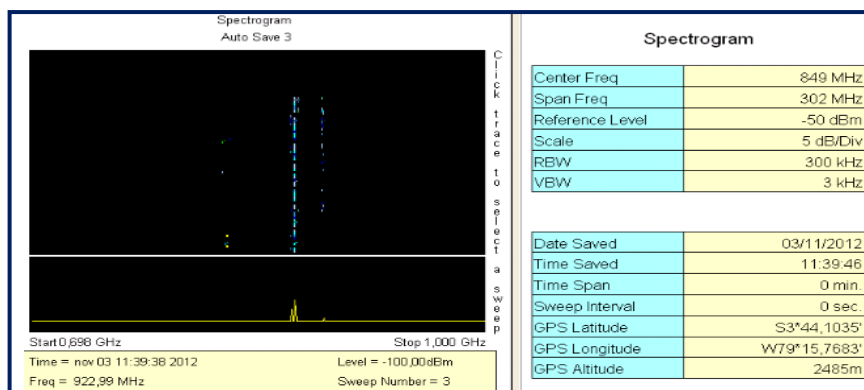 Spectrogram
Auto Save 3
Click trace to select a sweep
Start 0,698 GHz
Stop 1,000 GHz
Time = nov 03 11:39:38 2012
Level = -100,00dBm
Freq = 922,99 MHz
Sweep Number = 3
Spectrogram
Center Freq 849 MHz
Span Freq 302 MHz
Reference Level -50 dBm
Scale 5 dB/Div
RBW 300 kHz
VBW 3 kHz
Date Saved 03/11/2012
Time Saved 11:39:46
Time Span 0 min.
Sweep Interval 0 sec.
GPS Latitude S3*44,1035'
GPS Longitude W79*15,7683'
GPS Altitude 2485m